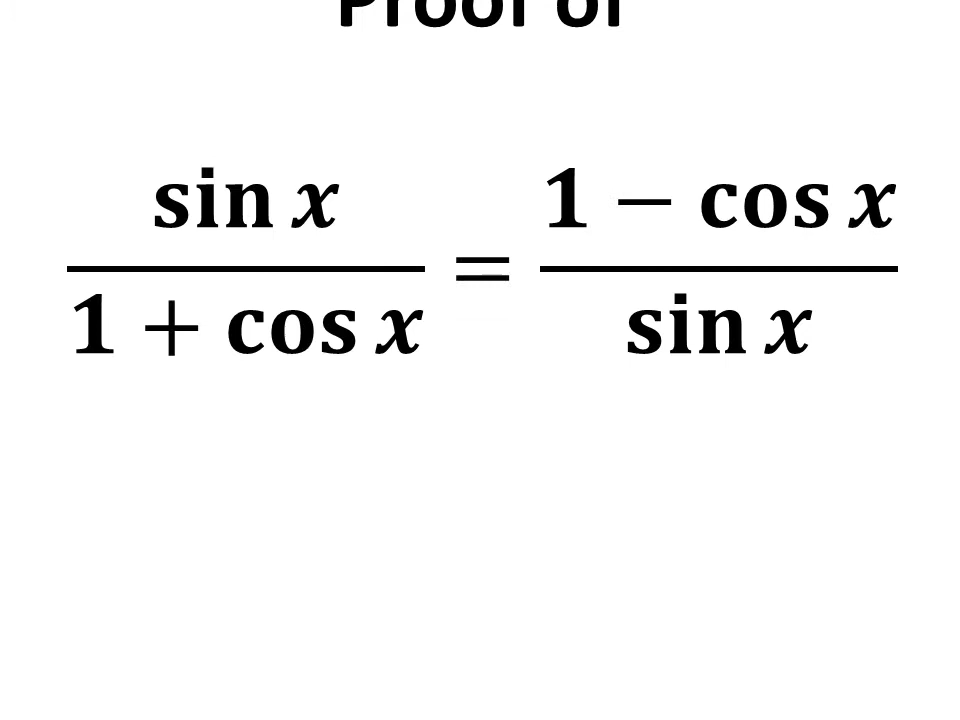 Proof of
sin x / 1 + cos x = 1 − cos x / sin x